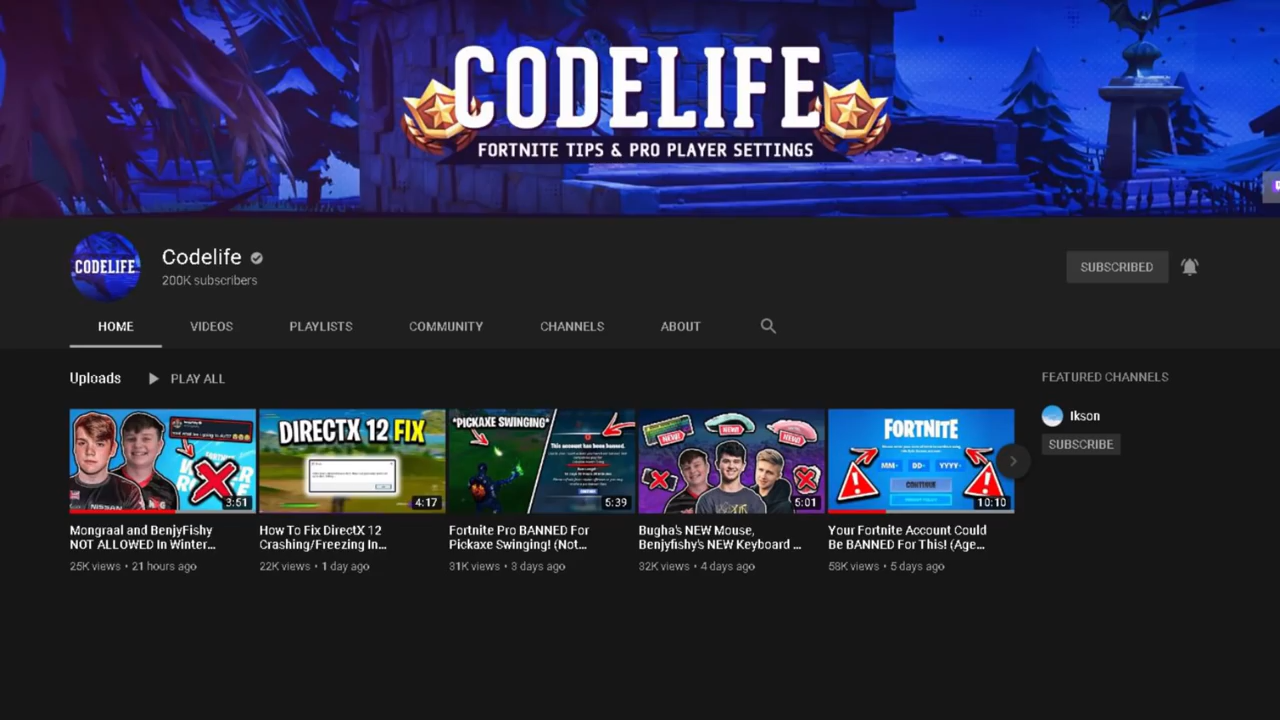 CODELIFE
FORTNITE TIPS & PRO PLAYER SETTINGS
CODELIFE
Codelife
200K subscribers
SUBSCRIBED
HOME
VIDEOS
PLAYLISTS
COMMUNITY
CHANNELS
ABOUT
Uploads
PLAY ALL
FEATURED CHANNELS
Ikson
SUBSCRIBE
NISSAN
3:51
Mongraal and BenjyFishy
NOT ALLOWED In Winter...
25K views • 21 hours ago
DIRECTX 12 FIX
4:17
How To Fix DirectX 12
Crashing/Freezing In...
22K views • 1 day ago
*PICKAXE SWINGING*
This account has been banned.
5:39
Fortnite Pro BANNED For
Pickaxe Swinging! (Not...
31K views • 3 days ago
NEW!
NEW!
NEW!
5:01
Bugha's NEW Mouse,
Benjyfishy's NEW Keyboard ...
32K views • 4 days ago
FORTNITE
MM-
DD-
YYYY-
CONTINUE
10:10
Your Fortnite Account Could
Be BANNED For This! (Age...
58K views • 5 days ago